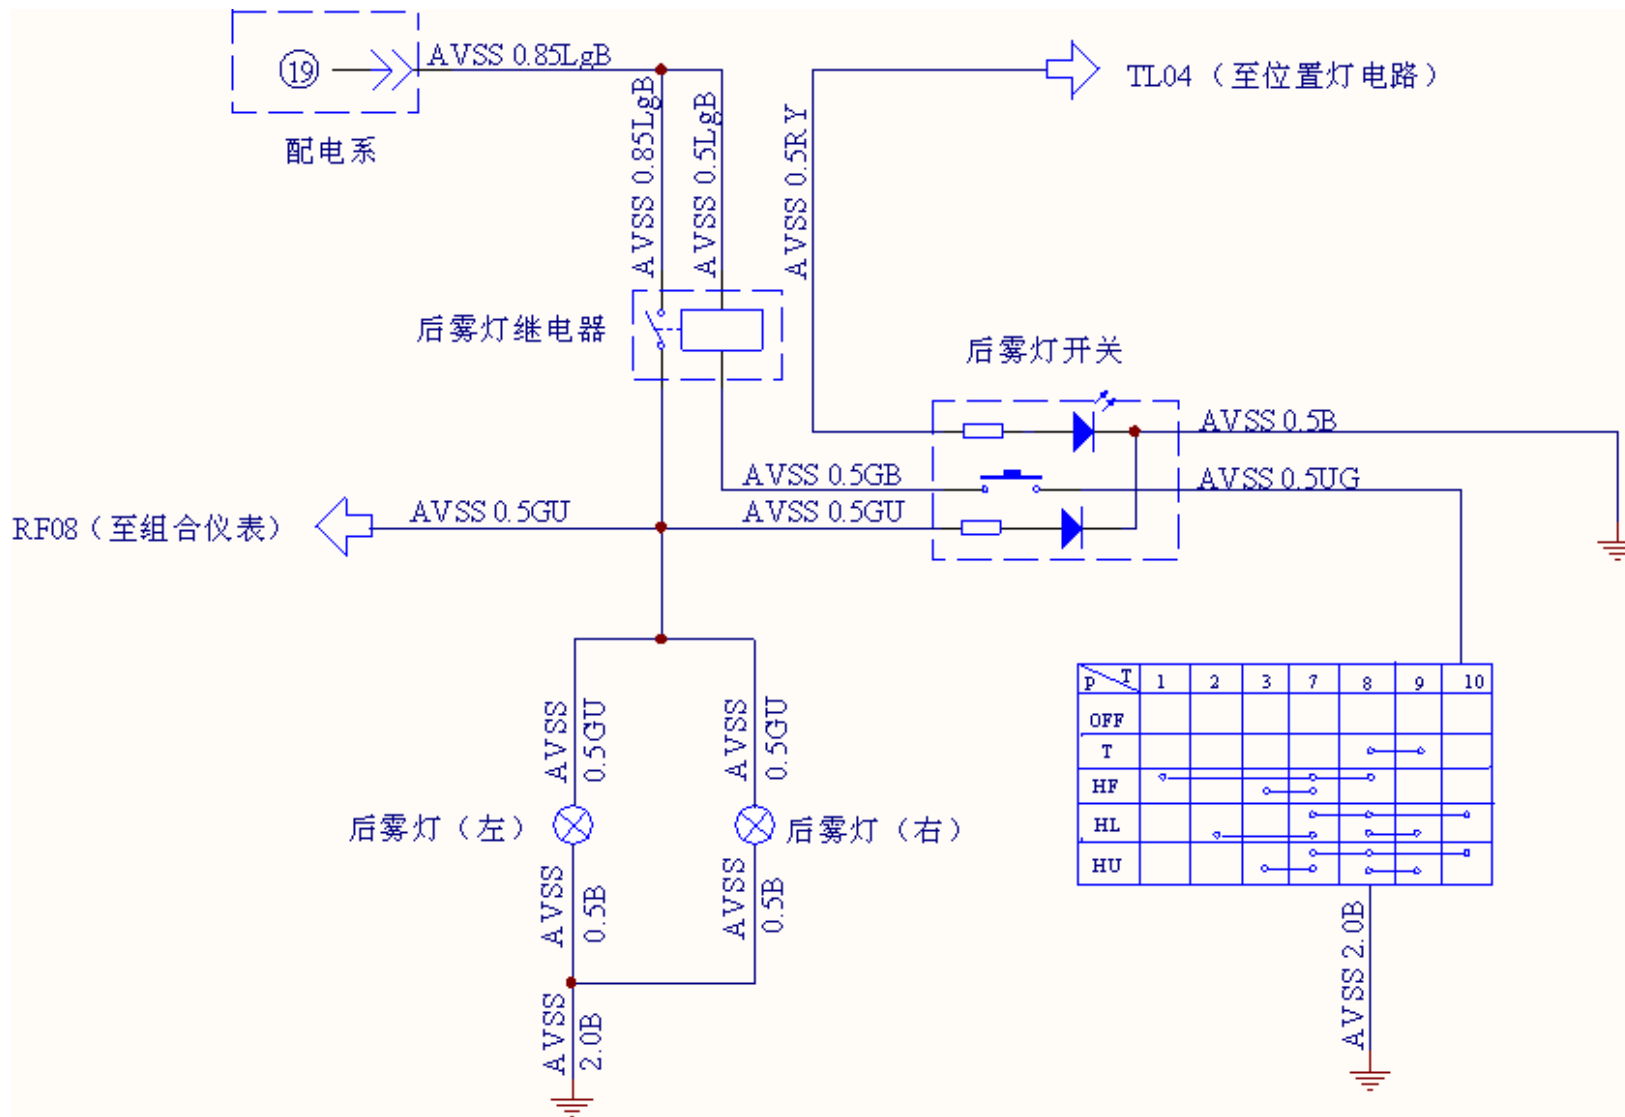 19
AVSS 0.85LgB
配电系
TL04（至位置灯电路）
AVSS 0.85LgB
AVSS 0.5LgB
AVSS 0.5RY
后雾灯继电器
后雾灯开关
AVSS 0.5B
AVSS 0.5GB
AVSS 0.5UG
RF08（至组合仪表）
AVSS 0.5GU
AVSS 0.5GU
P T 1 2 3 7 8 9 10
OFF
T
HF
HL
HU
AVSS 0.5GU
AVSS 0.5GU
后雾灯（左）
后雾灯（右）
AVSS 0.5B
AVSS 0.5B
AVSS 2.0B
AVSS 2.0B